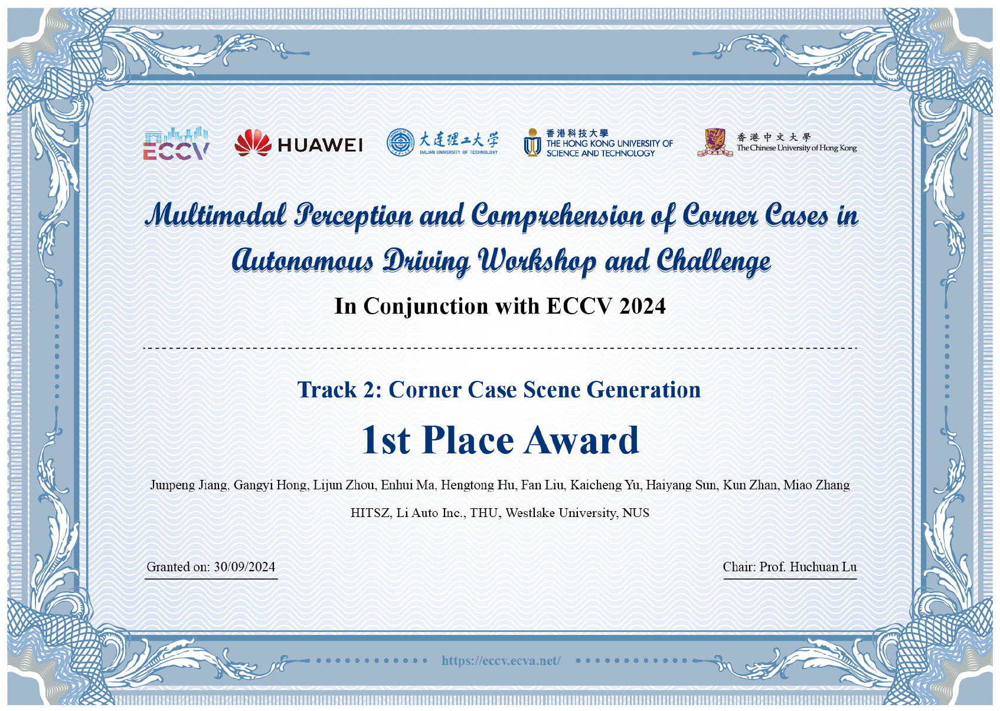 ECCV
HUAWEI
大连理工大学
DALIAN UNIVERSITY OF TECHNOLOGY
香港科技大學
THE HONG KONG UNIVERSITY OF
SCIENCE AND TECHNOLOGY
香港中文大學
The Chinese University of Hong Kong
Multimodal Perception and Comprehension of Corner Cases in
Autonomous Driving Workshop and Challenge
In Conjunction with ECCV 2024
Track 2: Corner Case Scene Generation
1st Place Award
Junpeng Jiang, Gangyi Hong, Lijun Zhou, Enhui Ma, Hengtong Hu, Fan Liu, Kaicheng Yu, Haiyang Sun, Kun Zhan, Miao Zhang
HITSZ, Li Auto Inc., THU, Westlake University, NUS
Granted on: 30/09/2024
Chair: Prof. Huchuan Lu
https://eccv.ecva.net/